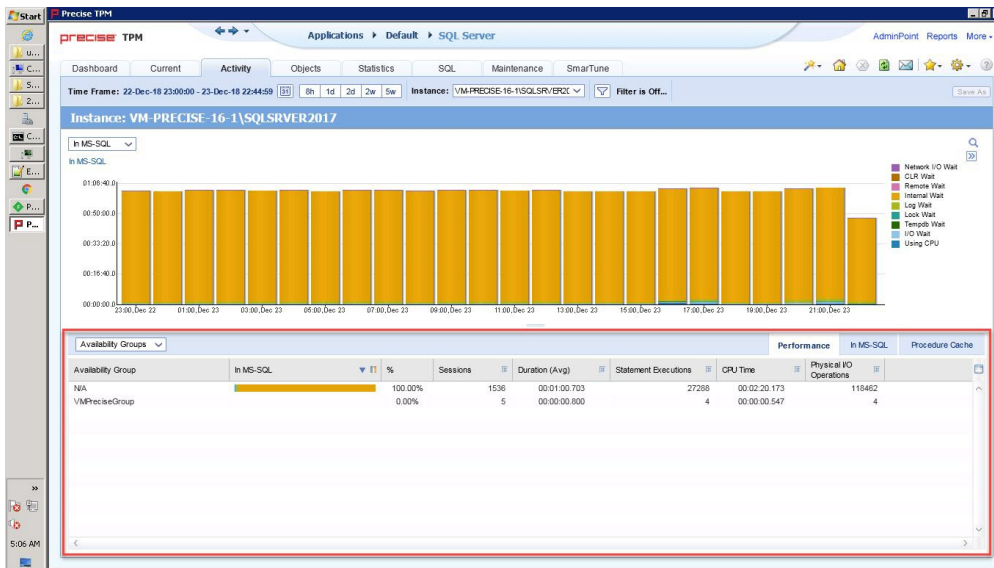 Start
Precise TPM
precise TPM
Applications Default SQL Server
AdminPoint Reports More
Dashboard Current Activity Objects Statistics SQL Maintenance SmarTune
Time Frame: 22-Dec-18 23:00:00 - 23-Dec-18 22:44:59 31 8h 1d 2d 2w 5w Instance: VM-PRECISE-16-1\SQLSRVER2( Filter is Off... Save As
Instance: VM-PRECISE-16-1\SQLSRVER2017
In MS-SQL
In MS-SQL
01:06:40.0
00:50:00.0
00:33:20.0
00:16:40.0
00:00:00.0
23:00,Dec 22 01:00,Dec 23 03:00,Dec 23 05:00,Dec 23 07:00,Dec 23 09:00,Dec 23 11:00,Dec 23 13:00,Dec 23 15:00,Dec 23 17:00,Dec 23 19:00,Dec 23 21:00,Dec 23
Network I/O Wait
CLR Wait
Remote Wait
Internal Wait
Log Wait
Lock Wait
Tempdb Wait
I/O Wait
Using CPU
Availability Groups
Performance In MS-SQL Procedure Cache
Availability Group In MS-SQL % Sessions Duration (Avg) Statement Executions CPU Time Physical I/O Operations
N/A 100.00% 1536 00:01:00.703 27288 00:02:20.173 118462
VMPreciseGroup 0.00% 5 00:00:00.800 4 00:00:00.547 4
u...
C...
S...
2...
C...
E...
P...
P...
5:06 AM